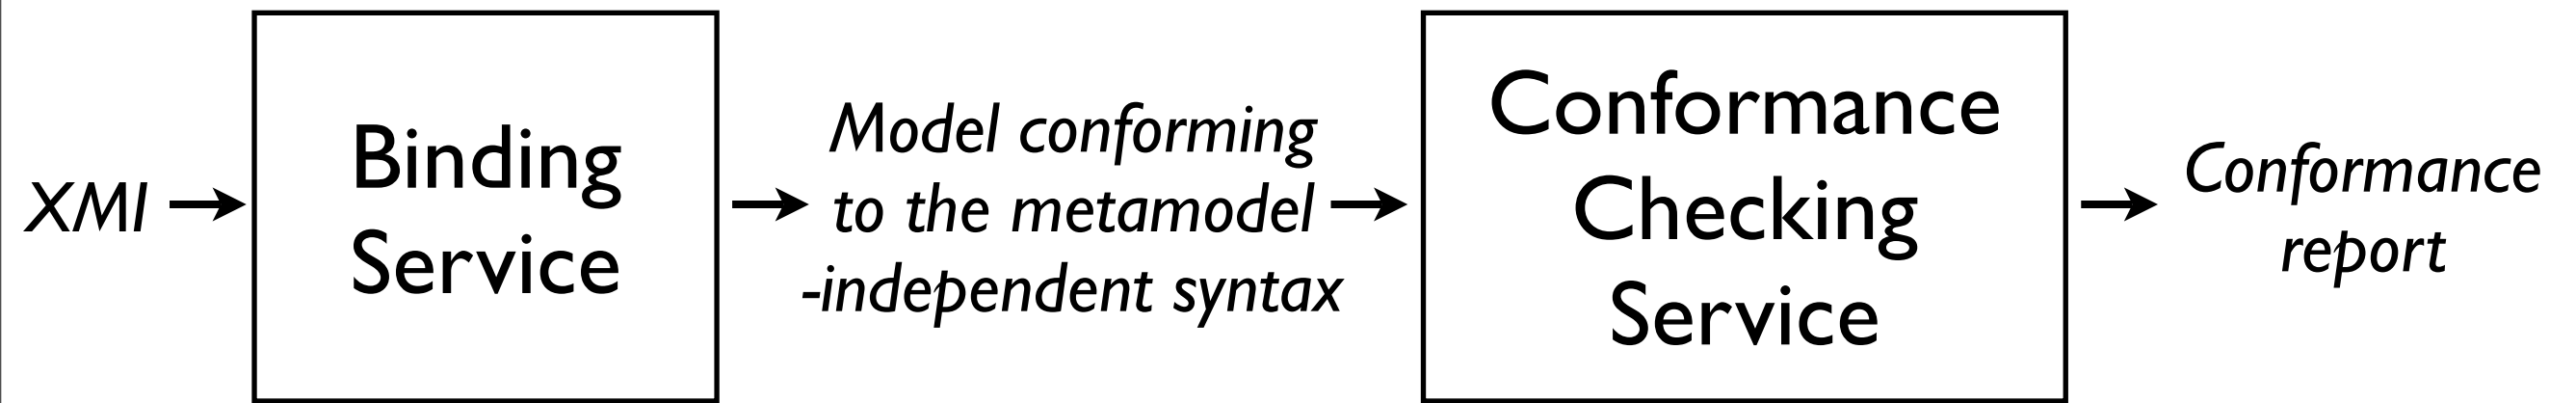 XMI
Binding
Service
Model conforming
to the metamodel
-independent syntax
Conformance
Checking
Service
Conformance
report